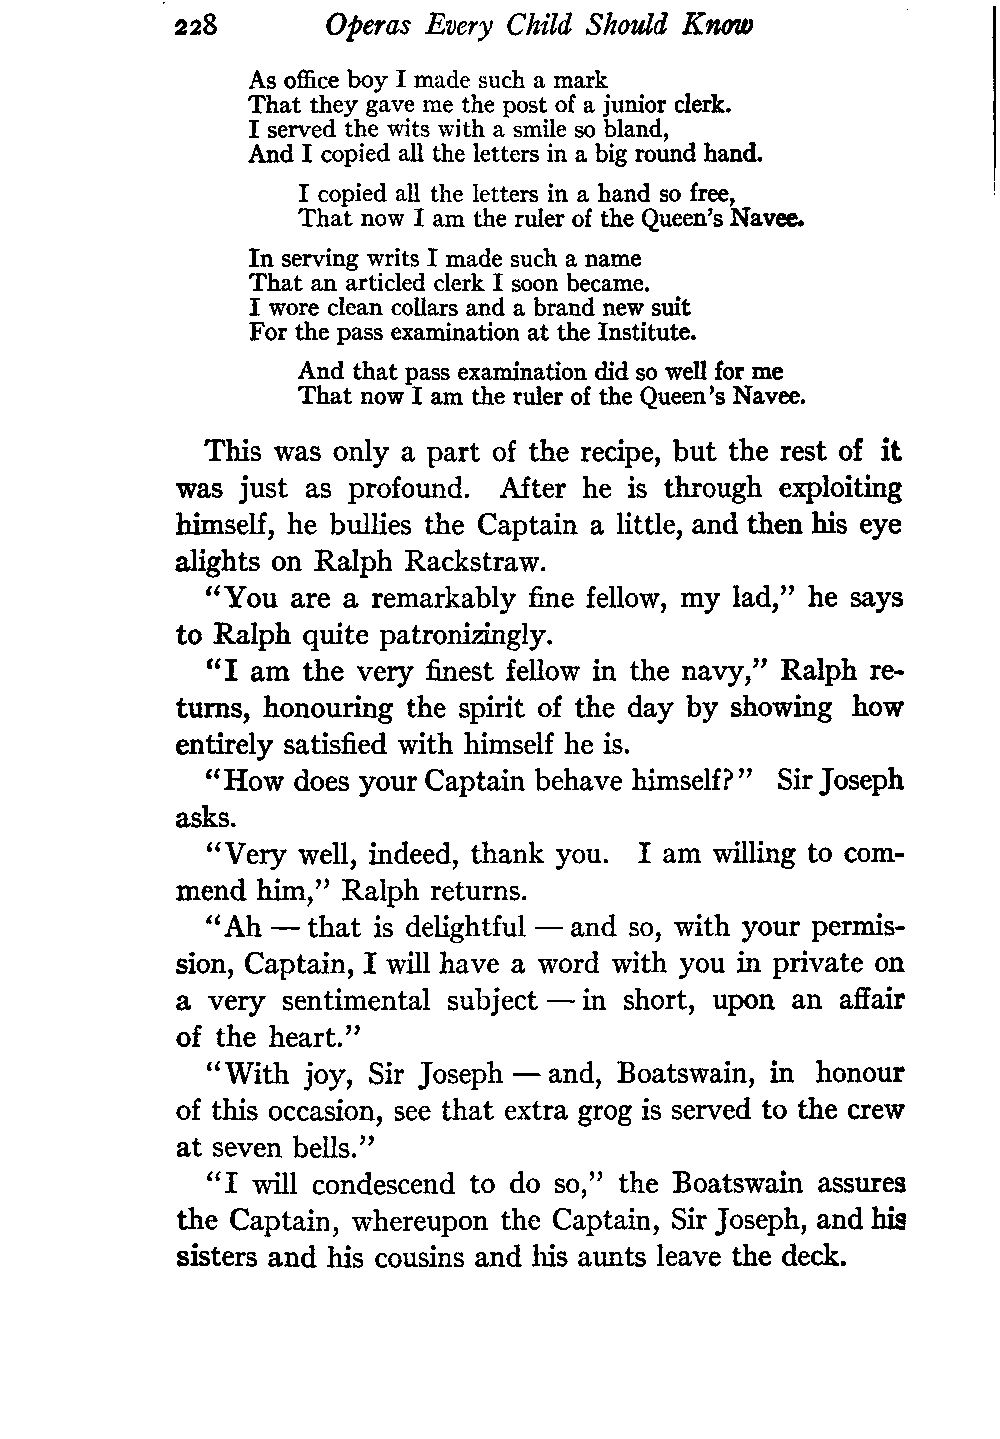 228 Operas Every Child Should Know
As office boy I made such a mark
That they gave me the post of a junior clerk.
I served the wits with a smile so bland,
And I copied all the letters in a big round hand.
I copied all the letters in a hand so free,
That now I am the ruler of the Queen's Navee.
In serving writs I made such a name
That an articled clerk I soon became.
I wore clean collars and a brand new suit
For the pass examination at the Institute.
And that pass examination did so well for me
That now I am the ruler of the Queen's Navee.
This was only a part of the recipe, but the rest of it
was just as profound. After he is through exploiting
himself, he bullies the Captain a little, and then his eye
alights on Ralph Rackstraw.
"You are a remarkably fine fellow, my lad," he says
to Ralph quite patronizingly.
"I am the very finest fellow in the navy," Ralph re-
turns, honouring the spirit of the day by showing how
entirely satisfied with himself he is.
"How does your Captain behave himself?" Sir Joseph
asks.
"Very well, indeed, thank you. I am willing to com-
mend him," Ralph returns.
"Ah — that is delightful — and so, with your permis-
sion, Captain, I will have a word with you in private on
a very sentimental subject — in short, upon an affair
of the heart."
"With joy, Sir Joseph — and, Boatswain, in honour
of this occasion, see that extra grog is served to the crew
at seven bells."
"I will condescend to do so," the Boatswain assures
the Captain, whereupon the Captain, Sir Joseph, and his
sisters and his cousins and his aunts leave the deck.